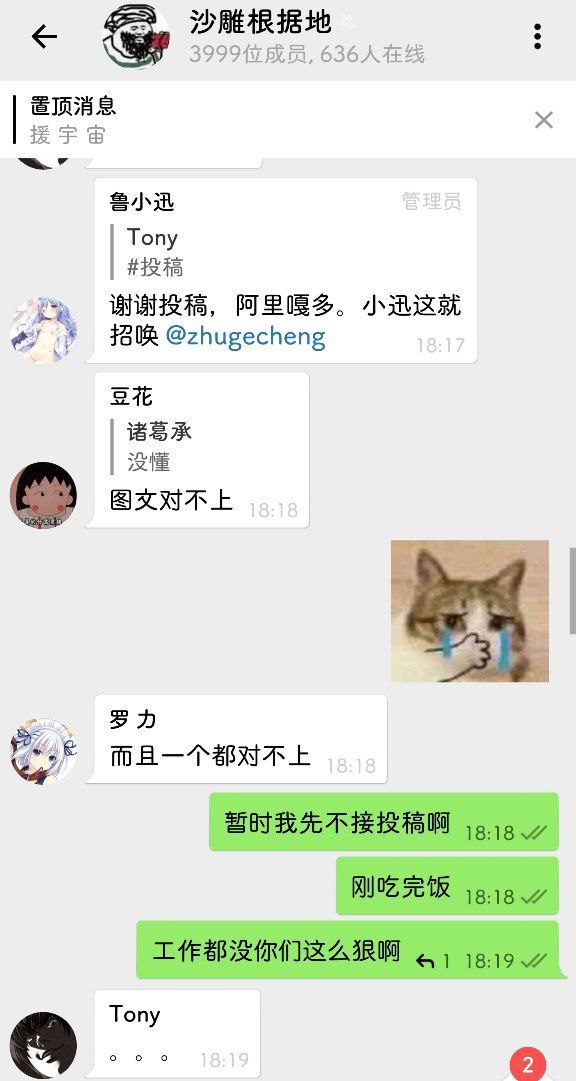 沙雕根据地
3999位成员, 636人在线
置顶消息
援 宇 宙
鲁小迅 管理员
Tony
#投稿
谢谢投稿，阿里嘎多。小迅这就
招唤 @zhugecheng 18:17
豆花
诸葛承
没懂
图文对不上 18:18
罗 力
而且一个都对不上 18:18
暂时我先不接投稿啊 18:18
刚吃完饭 18:18
工作都没你们这么狠啊 1 18:19
Tony
。。。 18:19
2